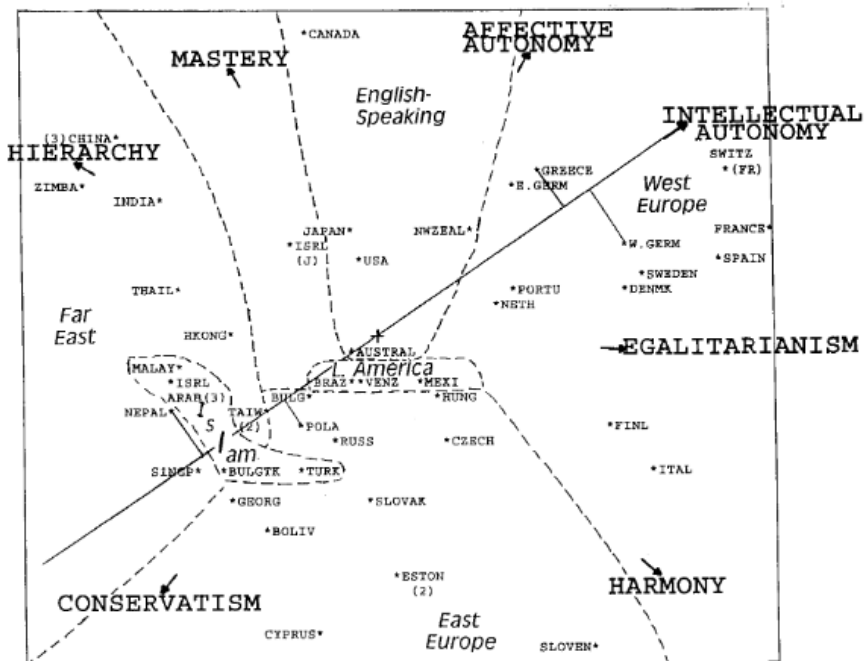 *CANADA
AFFECTIVE
AUTONOMY
MASTERY
English-
Speaking
INTELLECTUAL
AUTONOMY
(3)CHINA*
HIERARCHY
SWITZ
*(FR)
ZIMBA*
*GREECE
*E.GERM
West
Europe
INDIA*
JAPAN*
NWZEAL*
FRANCE*
*ISRL
(J)
*USA
*W.GERM
*SPAIN
*SWEDEN
THAIL*
*PORTU
*DENMK
*NETH
Far
East
HKONG*
+
*AUSTRAL
EGALITARIANISM
MALAY*
L. America
*ISRL
ARAB(3)
BRAZ**VENZ
*MEXI
BULG*
*HUNG
NEPAL*
TAIW*
(2)
*POLA
*FINL
Islam
*RUSS
*CZECH
SINGP*
*BULGTK
*TURK
*ITAL
*GEORG
*SLOVAK
*BOLIV
*ESTON
(2)
HARMONY
CONSERVATISM
East
Europe
CYPRUS*
SLOVEN*